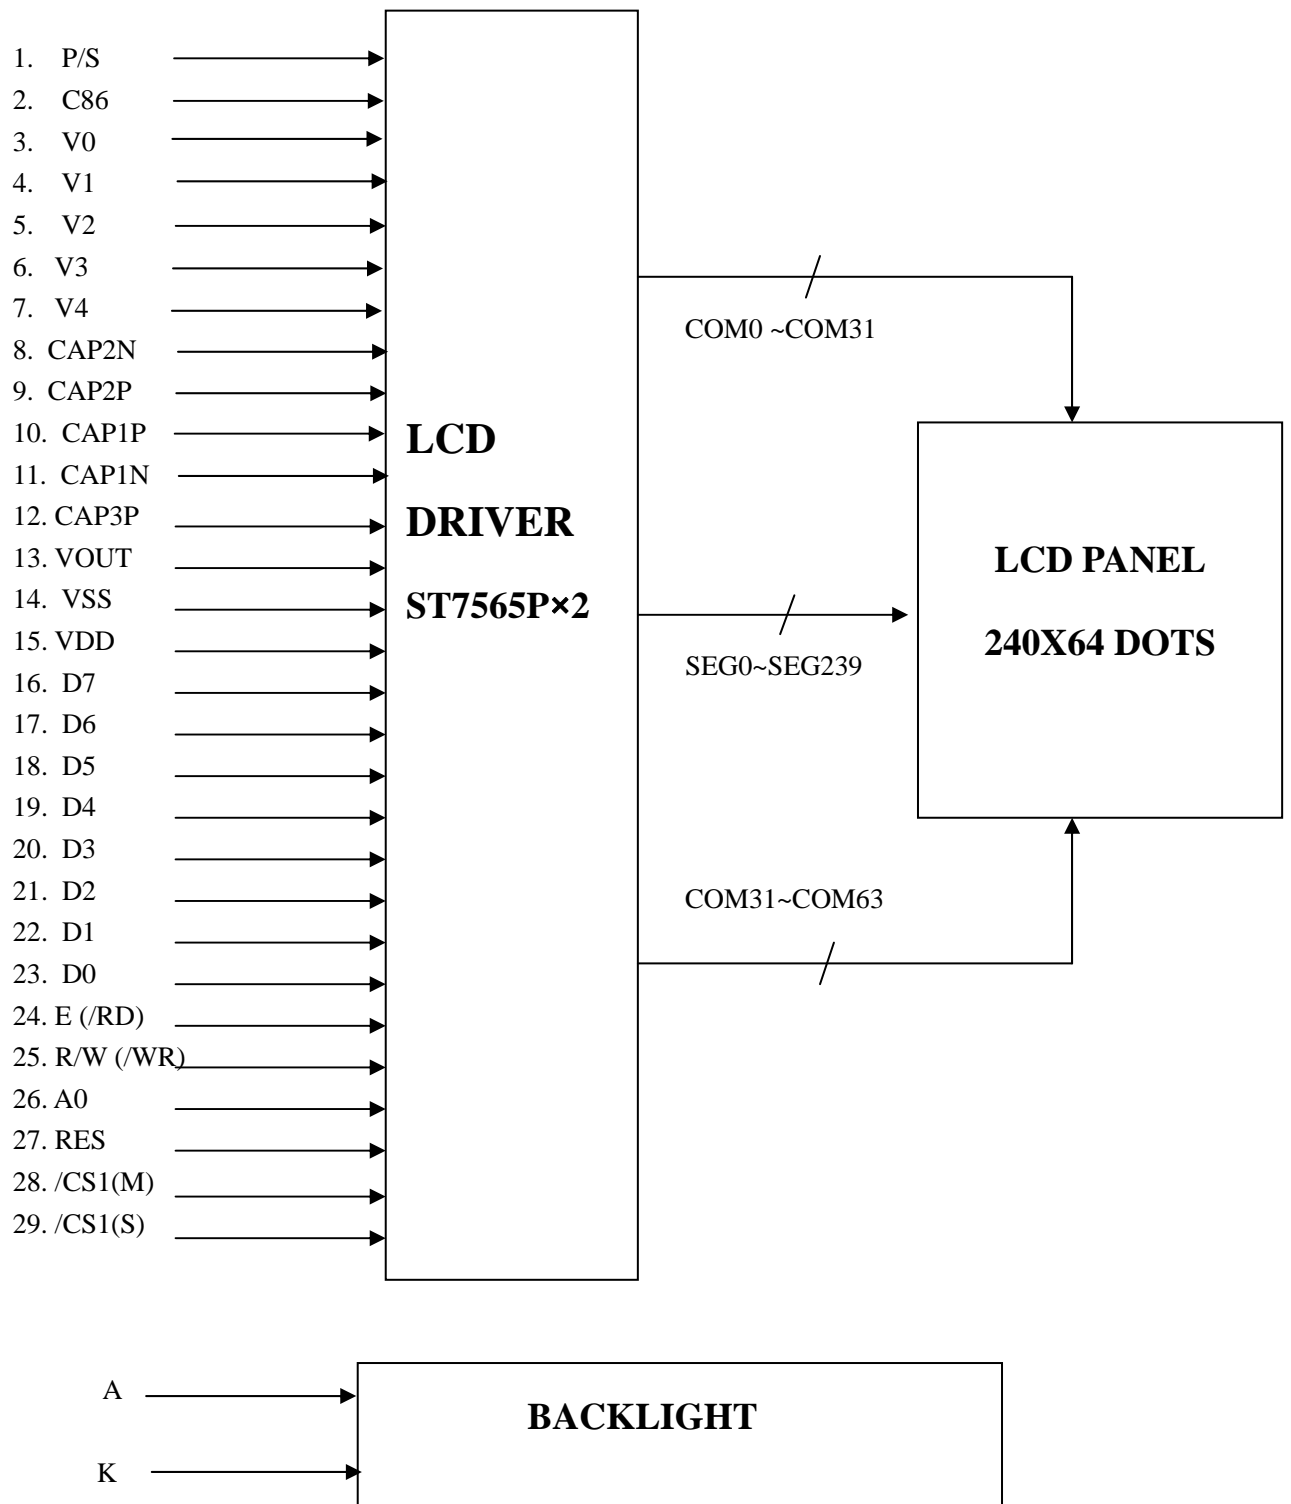 1. P/S
2. C86
3. V0
4. V1
5. V2
6. V3
7. V4
8. CAP2N
9. CAP2P
10. CAP1P
11. CAP1N
12. CAP3P
13. VOUT
14. VSS
15. VDD
16. D7
17. D6
18. D5
19. D4
20. D3
21. D2
22. D1
23. D0
24. E (/RD)
25. R/W (/WR)
26. A0
27. RES
28. /CS1(M)
29. /CS1(S)
LCD
DRIVER
ST7565P×2
COM0 ~COM31
SEG0~SEG239
COM31~COM63
LCD PANEL
240X64 DOTS
A
K
BACKLIGHT